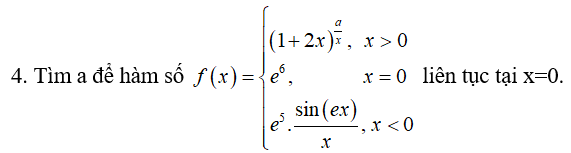 (1+2x)^{a/x}, x > 0
4. Tìm a để hàm số f(x) = { e^6, x = 0 liên tục tại x=0.
e^5 . sin(ex)/x, x < 0